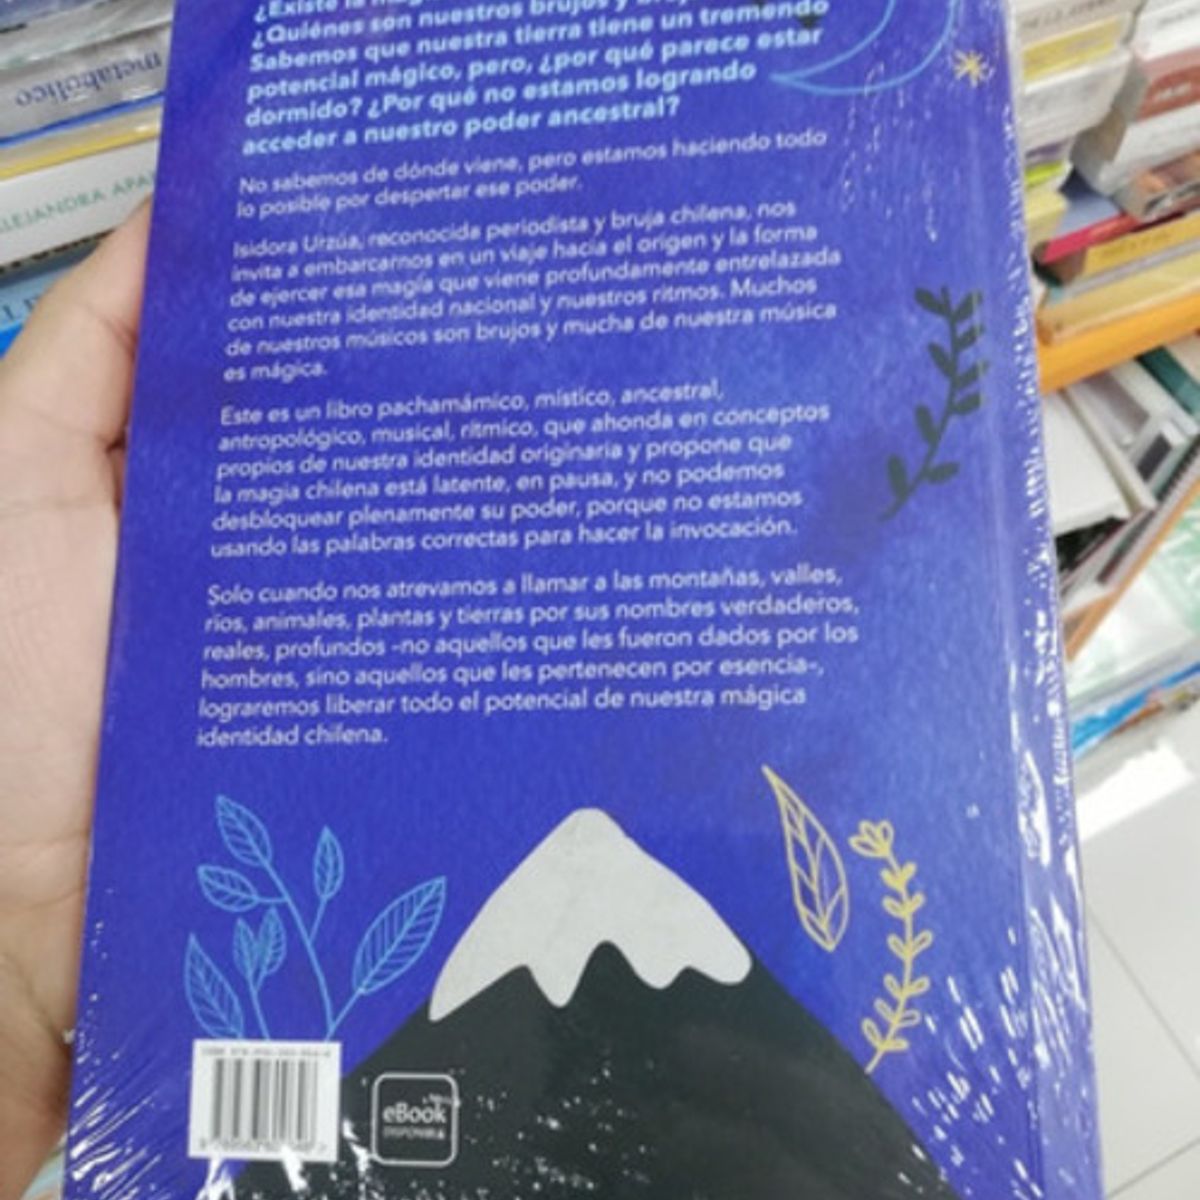 ¿Existe la
¿Quiénes son nuestros brujos y
Sabemos que nuestra tierra tiene un tremendo
potencial mágico, pero, ¿por qué parece estar
dormido? ¿Por qué no estamos logrando
acceder a nuestro poder ancestral?
No sabemos de dónde viene, pero estamos haciendo todo
lo posible por despertar ese poder.
Isidora Urzúa, reconocida periodista y bruja chilena, nos
invita a embarcarnos en un viaje hacia el origen y la forma
de ejercer esa magia que viene profundamente entrelazada
con nuestra identidad nacional y nuestros ritmos. Muchos
de nuestros músicos son brujos y mucha de nuestra música
es mágica.
Este es un libro pachamámico, místico, ancestral,
antropológico, musical, rítmico, que ahonda en conceptos
propios de nuestra identidad originaria y propone que
la magia chilena está latente, en pausa, y no podemos
desbloquear plenamente su poder, porque no estamos
usando las palabras correctas para hacer la invocación.
Solo cuando nos atrevamos a llamar a las montañas, valles,
ríos, animales, plantas y tierras por sus nombres verdaderos,
reales, profundos –no aquellos que les fueron dados por los
hombres, sino aquellos que les pertenecen por esencia–,
lograremos liberar todo el potencial de nuestra mágica
identidad chilena.
eBook
DISPONIBLE
metabolico
ALEJANDRA